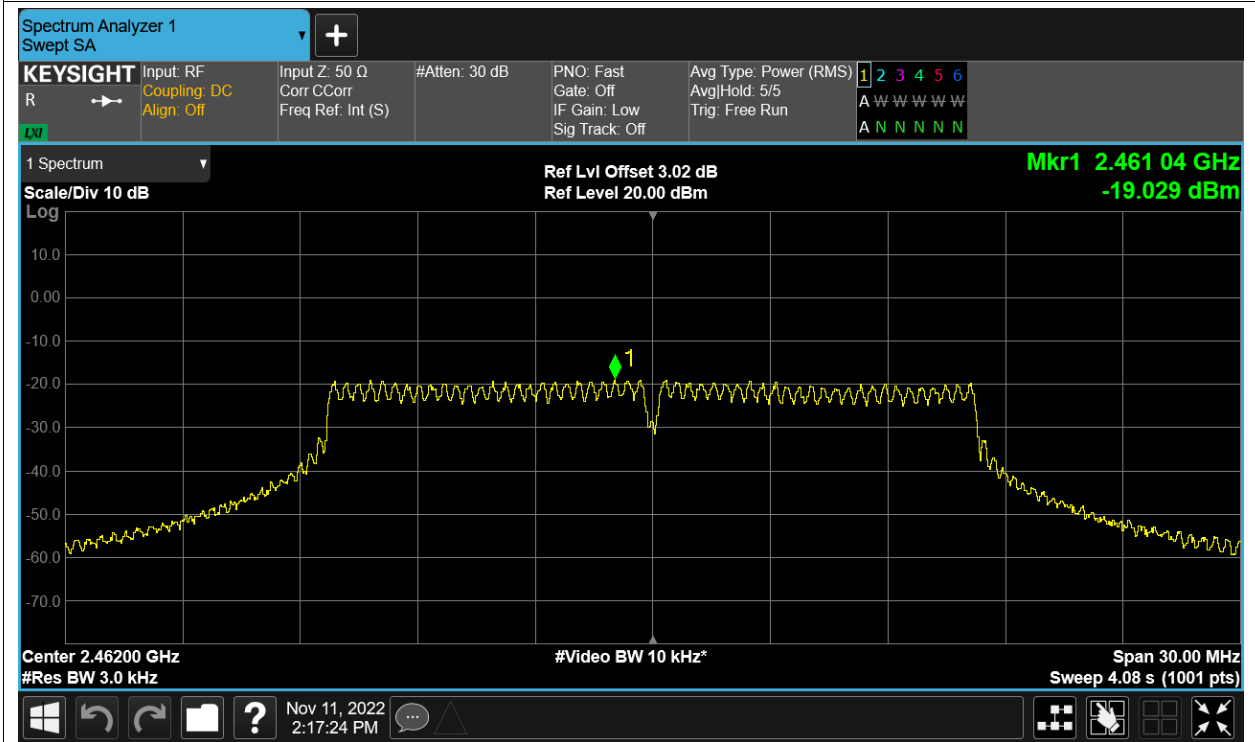 Spectrum Analyzer 1
Swept SA
+
KEYSIGHT
R
LXI
Input: RF
Coupling: DC
Align: Off
Input Z: 50 Ω
Corr CCorr
Freq Ref: Int (S)
#Atten: 30 dB
PNO: Fast
Gate: Off
IF Gain: Low
Sig Track: Off
Avg Type: Power (RMS)
Avg|Hold: 5/5
Trig: Free Run
1 2 3 4 5 6
A W W W W W
A N N N N N
1 Spectrum
Scale/Div 10 dB
Log
Ref Lvl Offset 3.02 dB
Ref Level 20.00 dBm
Mkr1 2.461 04 GHz
-19.029 dBm
10.0
0.00
-10.0
-20.0
-30.0
-40.0
-50.0
-60.0
-70.0
1
Center 2.46200 GHz
#Res BW 3.0 kHz
#Video BW 10 kHz*
Span 30.00 MHz
Sweep 4.08 s (1001 pts)
?
Nov 11, 2022
2:17:24 PM